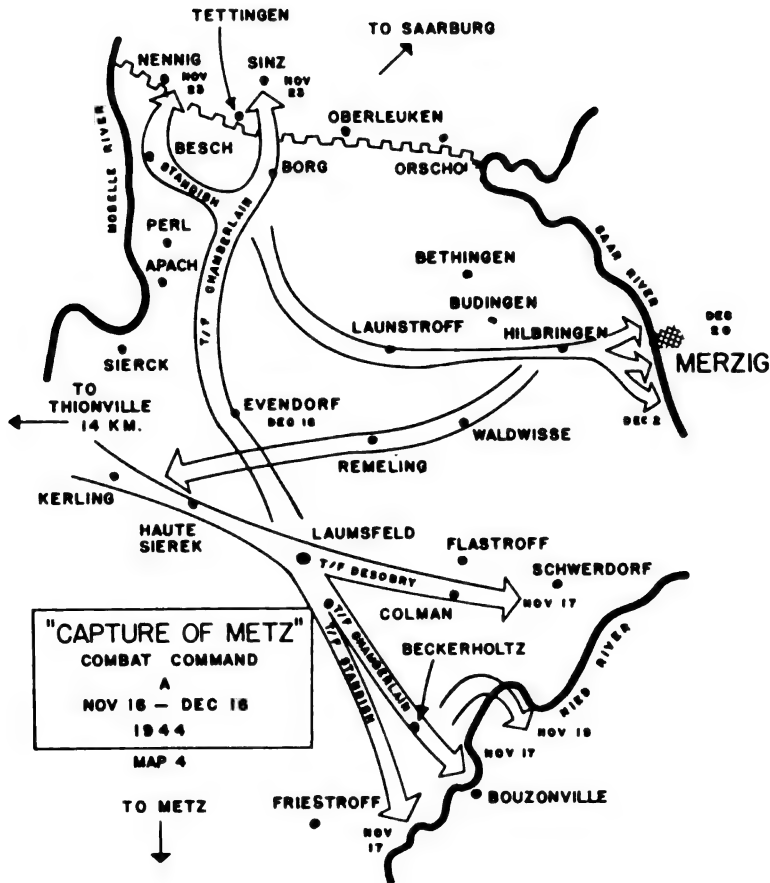 TETTINGEN
TO SAARBURG
NENNIG
NOV
23
SINZ
NOV
23
OBERLEUKEN
BESCH
BORG
ORSCHO
MOSELLE RIVER
STANDISH
T/F CHAMBERLAIN
PERL
APACH
SAAR RIVER
BETHINGEN
BUDINGEN
LAUNSTROFF
HILBRINGEN
DEC
20
MERZIG
SIERCK
TO
THIONVILLE
14 KM.
EVENDORF
DEC 16
DEC 2
WALDWISSE
REMELING
KERLING
HAUTE
SIEREK
LAUMSFELD
T/F DESOBRY
FLASTROFF
SCHWERDORF
COLMAN
NOV 17
"CAPTURE OF METZ"
COMBAT COMMAND
A
NOV 16 — DEC 16
1944
MAP 4
T/F CHAMBERLAIN
T/F STANDISH
BECKERHOLTZ
NIED RIVER
NOV 19
NOV 17
BOUZONVILLE
TO METZ
FRIESTROFF
NOV
17